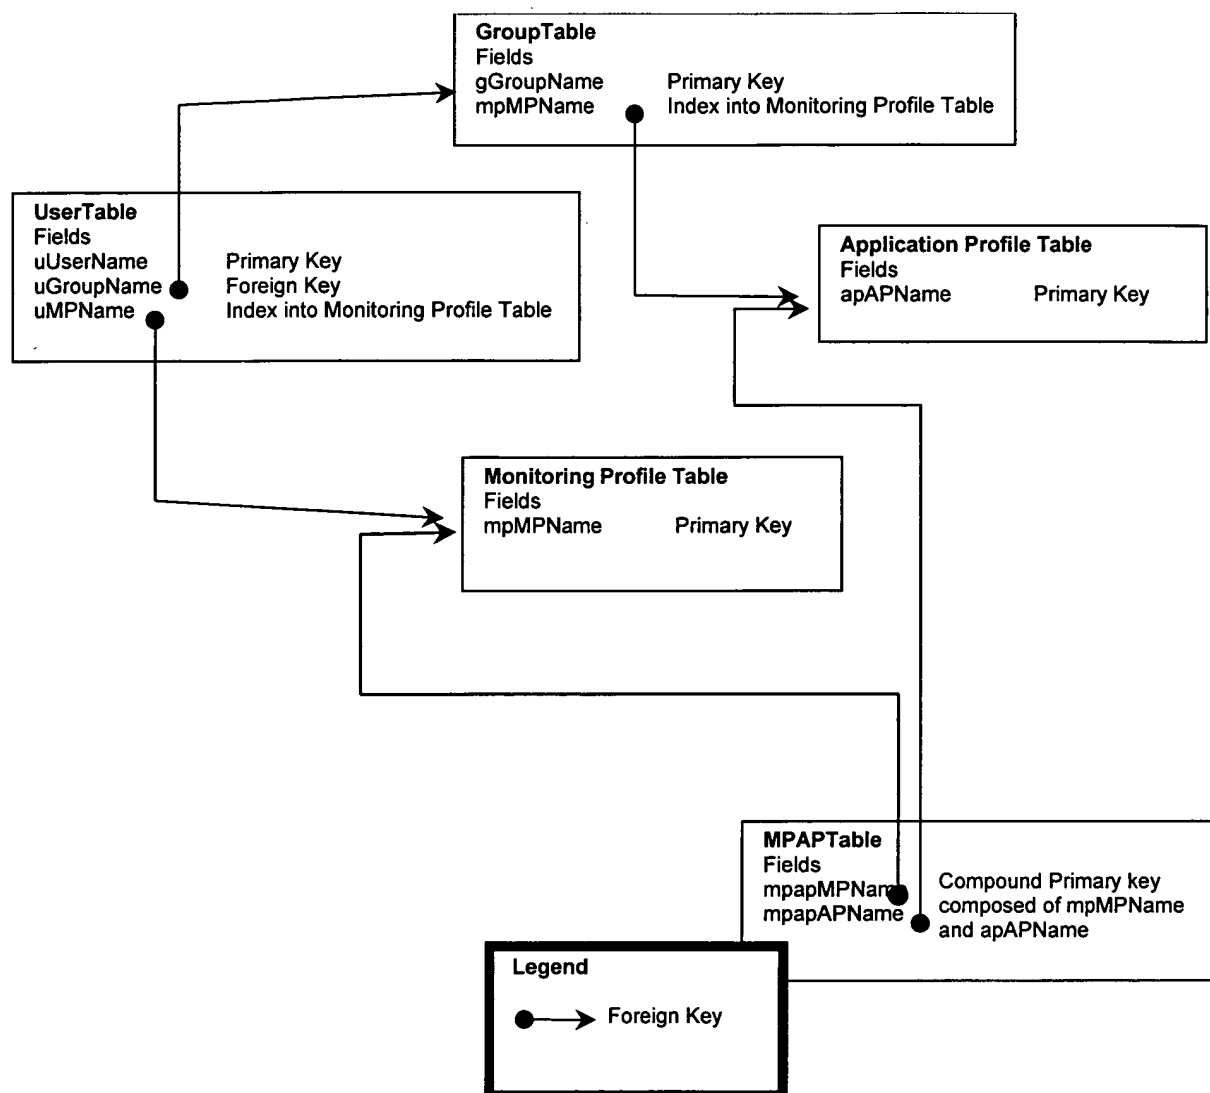 GroupTable
Fields
gGroupName Primary Key
mpMPName Index into Monitoring Profile Table
UserTable
Fields
uUserName Primary Key
uGroupName Foreign Key
uMPName Index into Monitoring Profile Table
Application Profile Table
Fields
apAPName Primary Key
Monitoring Profile Table
Fields
mpMPName Primary Key
MPAPTable
Fields
mpapMPName
mpapAPName
Compound Primary key
composed of mpMPName
and apAPName
Legend
Foreign Key